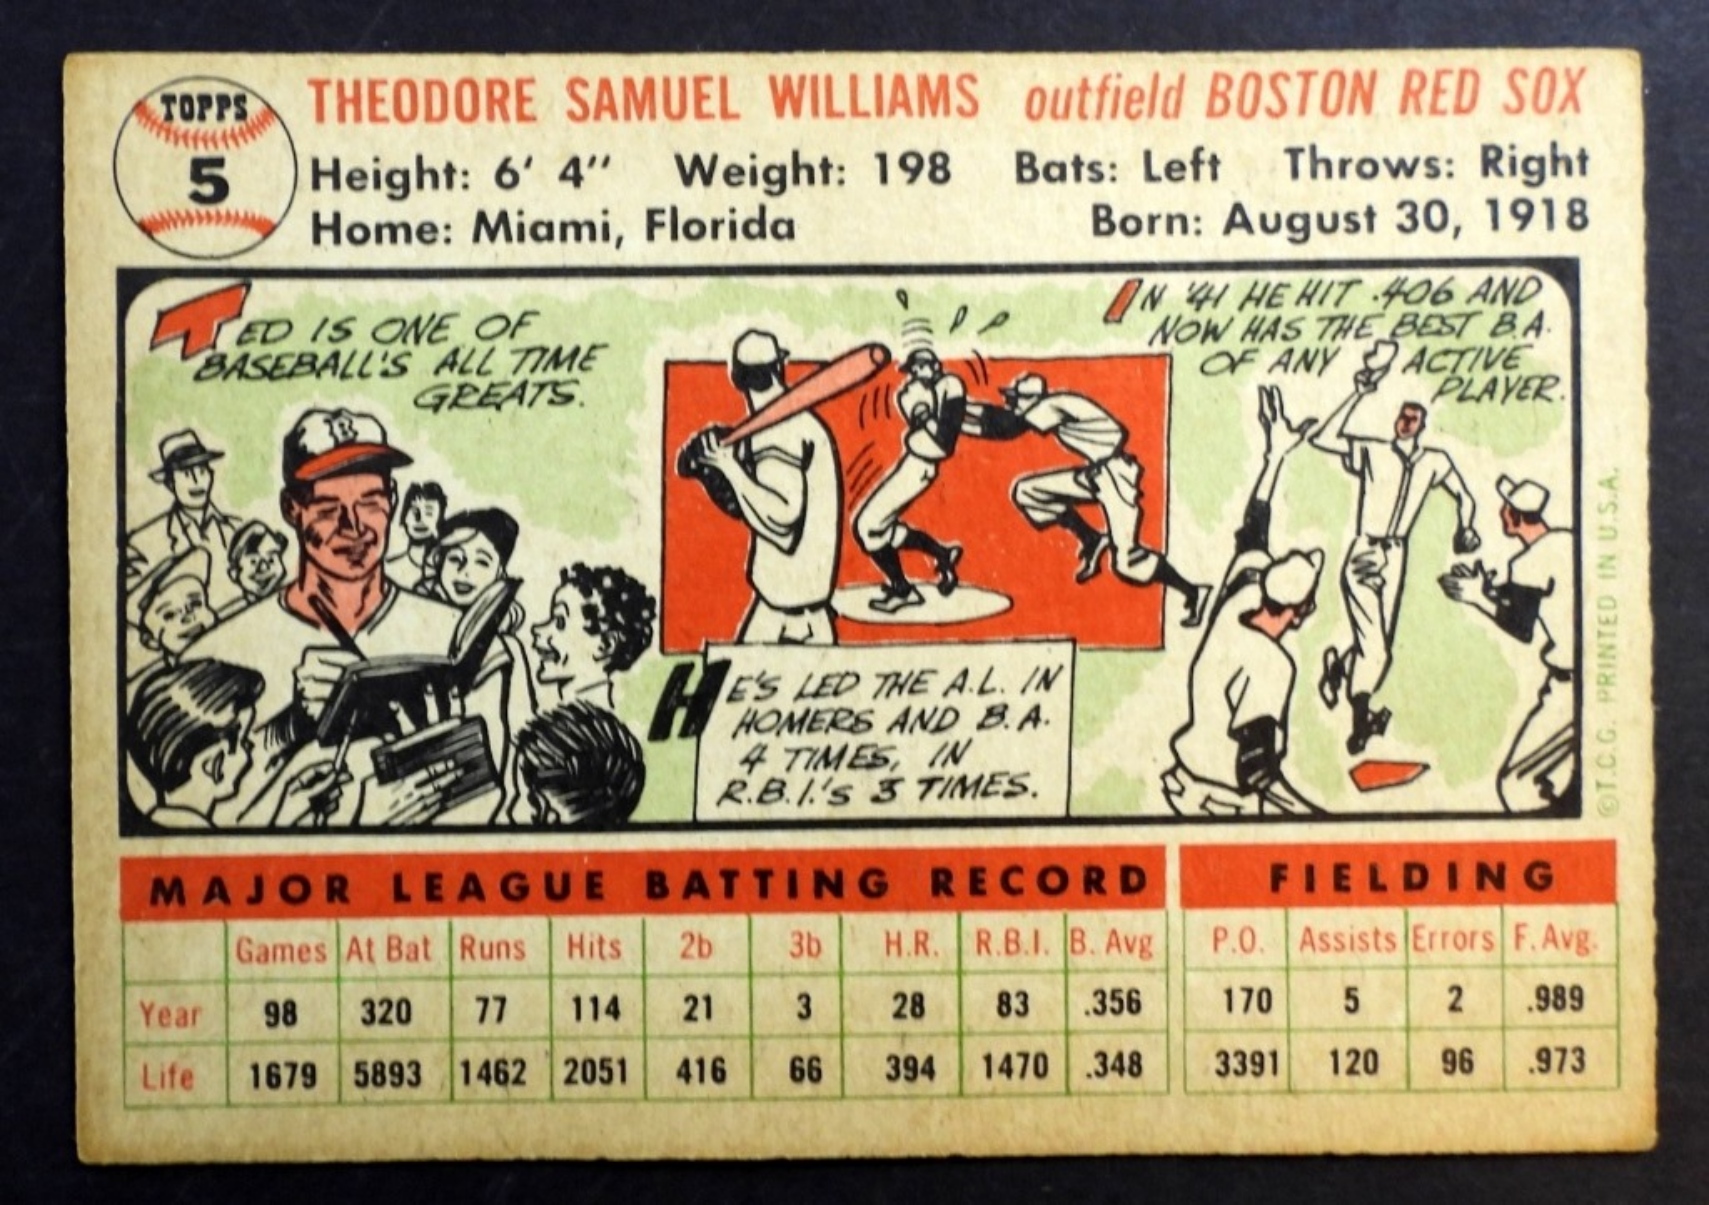 TOPPS
5
THEODORE SAMUEL WILLIAMS outfield BOSTON RED SOX
Height: 6' 4" Weight: 198 Bats: Left Throws: Right
Home: Miami, Florida Born: August 30, 1918
TED IS ONE OF
BASEBALL'S ALL TIME
GREATS.
B
HE'S LED THE A.L. IN
HOMERS AND B.A.
4 TIMES, IN
R.B.I.'S 3 TIMES.
IN '41 HE HIT .406 AND
NOW HAS THE BEST B.A.
OF ANY ACTIVE
PLAYER.
©T.C.G. PRINTED IN U.S.A.
MAJOR LEAGUE BATTING RECORD FIELDING
Games At Bat Runs Hits 2b 3b H.R. R.B.I. B. Avg P.O. Assists Errors F. Avg.
Year 98 320 77 114 21 3 28 83 .356 170 5 2 .989
Life 1679 5893 1462 2051 416 66 394 1470 .348 3391 120 96 .973